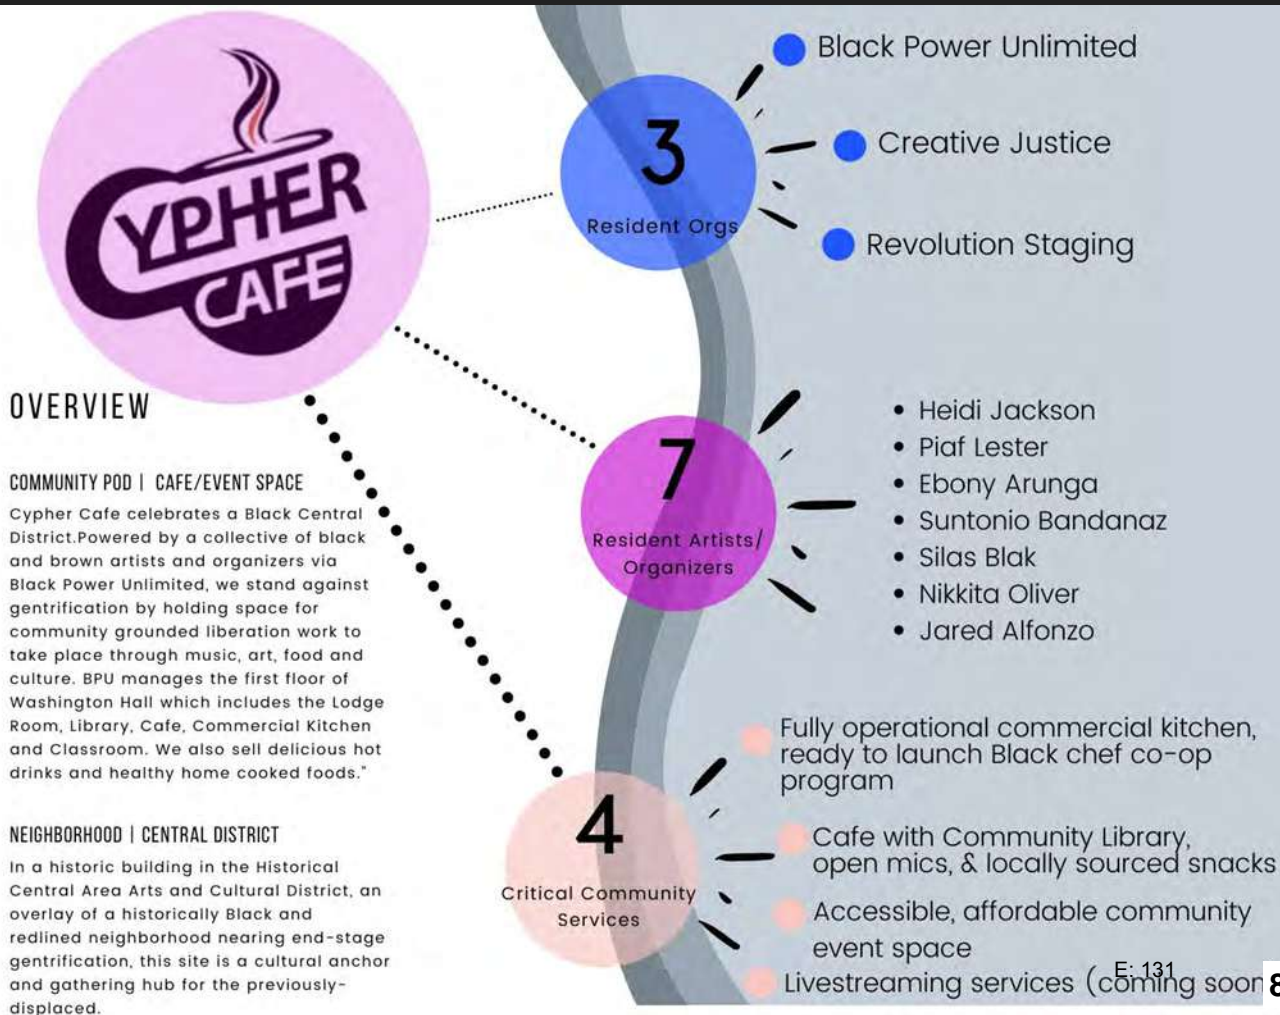 CYPHER
CAFE
OVERVIEW
COMMUNITY POD | CAFE/EVENT SPACE
Cypher Cafe celebrates a Black Central
District.Powered by a collective of black
and brown artists and organizers via
Black Power Unlimited, we stand against
gentrification by holding space for
community grounded liberation work to
take place through music, art, food and
culture. BPU manages the first floor of
Washington Hall which includes the Lodge
Room, Library, Cafe, Commercial Kitchen
and Classroom. We also sell delicious hot
drinks and healthy home cooked foods."
NEIGHBORHOOD | CENTRAL DISTRICT
In a historic building in the Historical
Central Area Arts and Cultural District, an
overlay of a historically Black and
redlined neighborhood nearing end-stage
gentrification, this site is a cultural anchor
and gathering hub for the previously-
displaced.
3
Resident Orgs
Black Power Unlimited
Creative Justice
Revolution Staging
7
Resident Artists/
Organizers
• Heidi Jackson
• Piaf Lester
• Ebony Arunga
• Suntonio Bandanaz
• Silas Blak
• Nikkita Oliver
• Jared Alfonzo
4
Critical Community
Services
Fully operational commercial kitchen,
ready to launch Black chef co-op
program
Cafe with Community Library,
open mics, & locally sourced snacks
Accessible, affordable community
event space
Livestreaming services (coming soon
E: 131
8